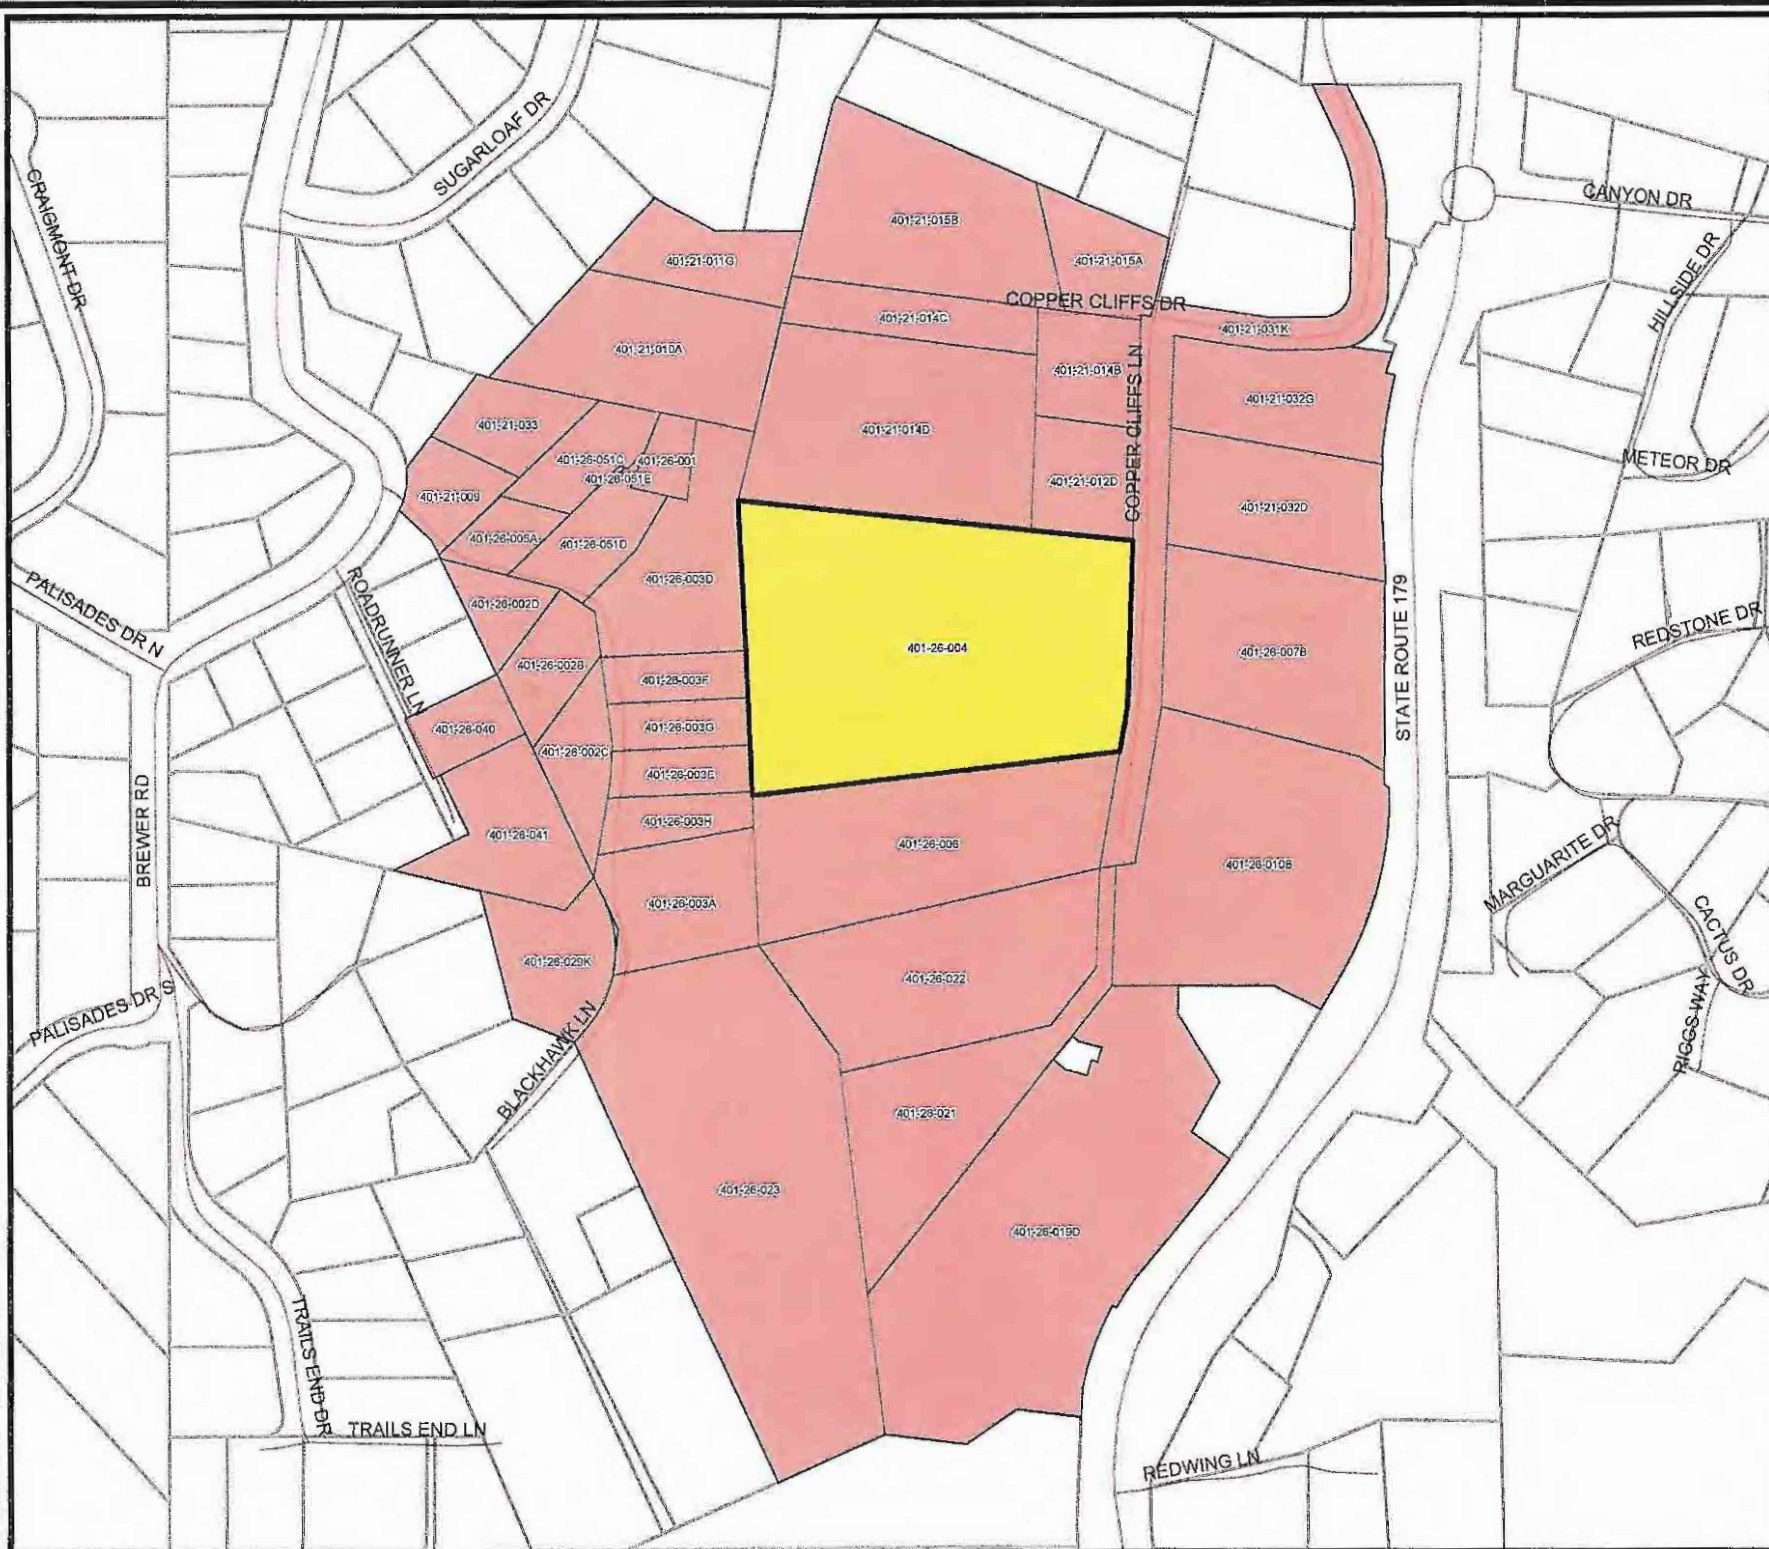 SUGARLOAF DR
CRAIGMONT DR
CANYON DR
HILLSIDE DR
401-21-015B
401-21-011G
401-21-015A
COPPER CLIFFS DR
401-21-014C
401-21-031K
401-21-010A
401-21-014B
COPPER CLIFFS LN
401-21-032G
401-21-033
401-21-014D
401-26-051C
401-26-001
METEOR DR
401-26-051E
401-21-009
401-21-012D
401-21-032D
401-26-005A
401-26-051D
401-26-003D
STATE ROUTE 179
PALISADES DR N
ROADRUNNER LN
401-26-002D
REDSTONE DR
401-26-004
401-26-007B
401-26-002B
401-26-003F
401-26-040
401-26-003G
401-26-002C
401-26-003E
BREWER RD
401-26-003H
401-26-041
401-26-006
401-26-010B
MARGUARITE DR
401-26-003A
CACTUS DR
401-26-029K
401-26-022
PALISADES DR S
RIGGS WAY
BLACKHAWK LN
401-26-021
401-26-023
401-26-019D
TRAILS END DR
TRAILS END LN
REDWING LN